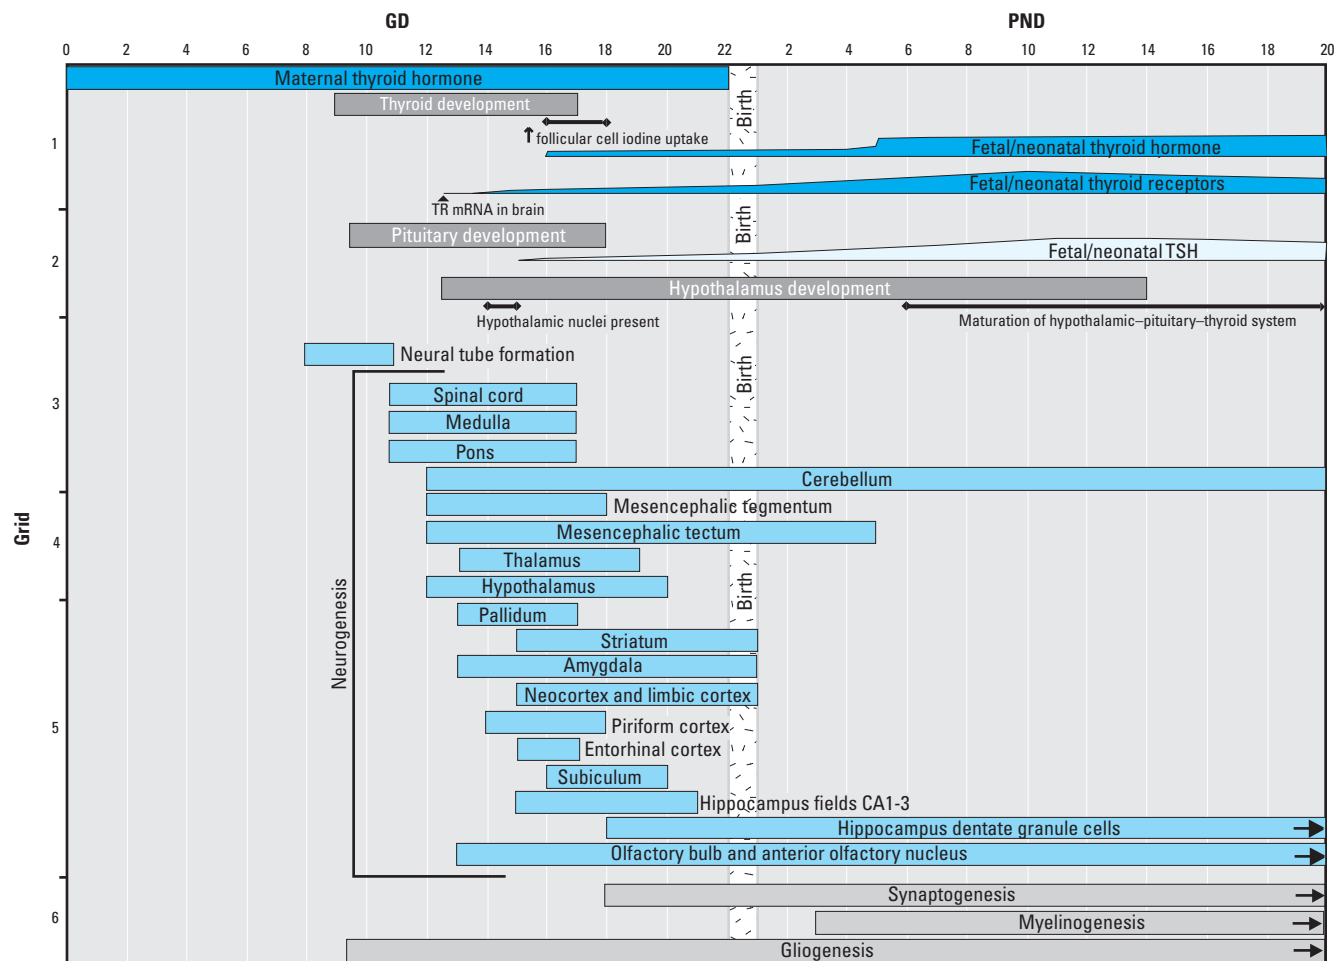 GD PND
0 2 4 6 8 10 12 14 16 18 20 22 2 4 6 8 10 12 14 16 18 20
Maternal thyroid hormone
Thyroid development
Birth
follicular cell iodine uptake
1
Fetal/neonatal thyroid hormone
Fetal/neonatal thyroid receptors
TR mRNA in brain
Birth
Pituitary development
2
Fetal/neonatal TSH
Hypothalamus development
Hypothalamic nuclei present
Maturation of hypothalamic–pituitary–thyroid system
Neural tube formation
Birth
3
Spinal cord
Medulla
Pons
Cerebellum
Grid
Mesencephalic tegmentum
4
Mesencephalic tectum
Thalamus
Hypothalamus
Birth
Pallidum
Neurogenesis
Striatum
Amygdala
Neocortex and limbic cortex
5
Piriform cortex
Entorhinal cortex
Subiculum
Hippocampus fields CA1-3
Hippocampus dentate granule cells
Olfactory bulb and anterior olfactory nucleus
Synaptogenesis
6
Myelinogenesis
Gliogenesis